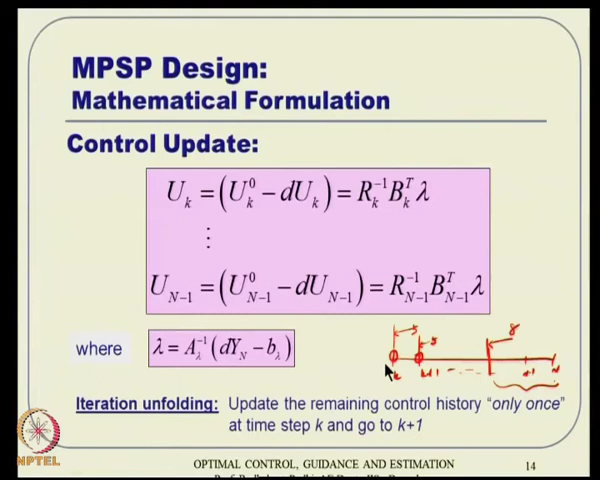 MPSP Design:
Mathematical Formulation
Control Update:
U_k = (U_k^0 − dU_k) = R_k^{-1} B_k^T λ
⋮
U_{N−1} = (U_{N−1}^0 − dU_{N−1}) = R_{N−1}^{-1} B_{N−1}^T λ
where λ = A_λ^{-1} (dY_N − b_λ)
Iteration unfolding: Update the remaining control history "only once"
at time step k and go to k+1
NPTEL
OPTIMAL CONTROL, GUIDANCE AND ESTIMATION
14